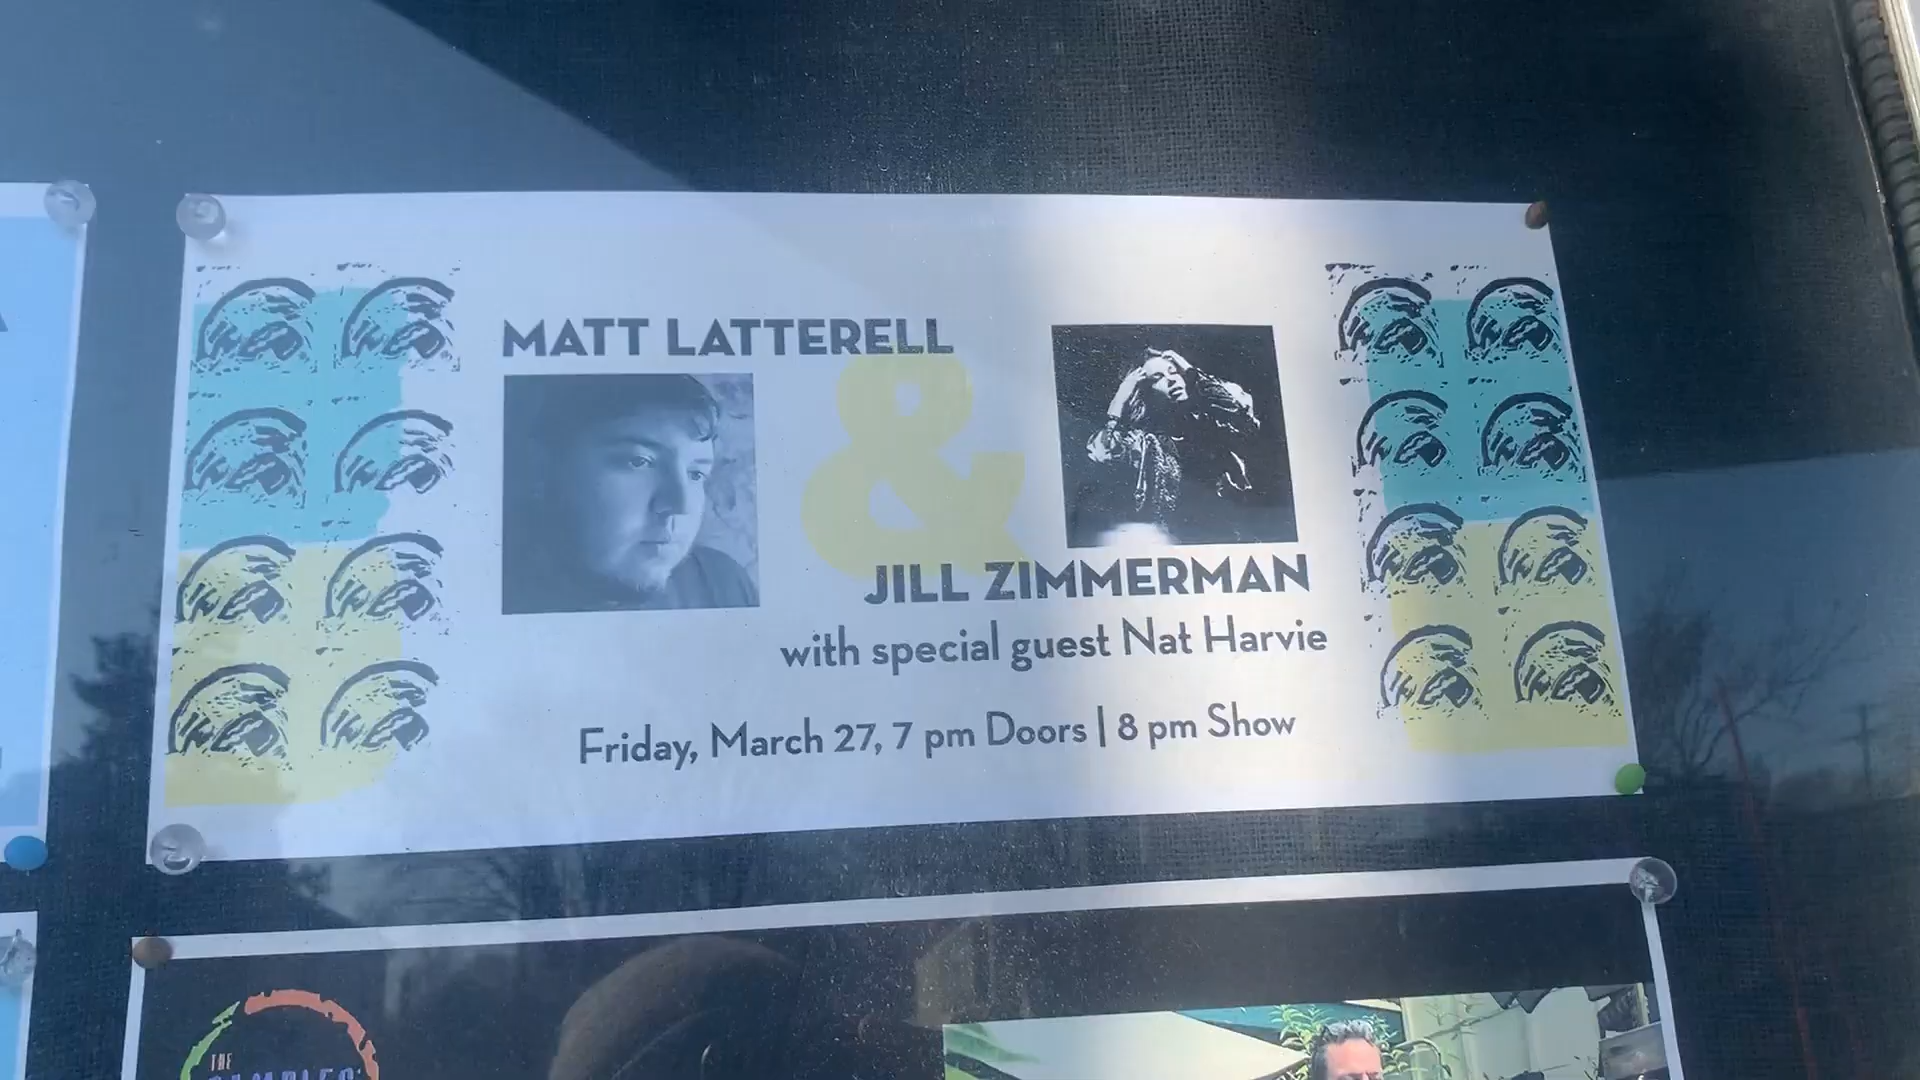 MATT LATTERELL
&
JILL ZIMMERMAN
with special guest Nat Harvie
Friday, March 27, 7 pm Doors | 8 pm Show
THE